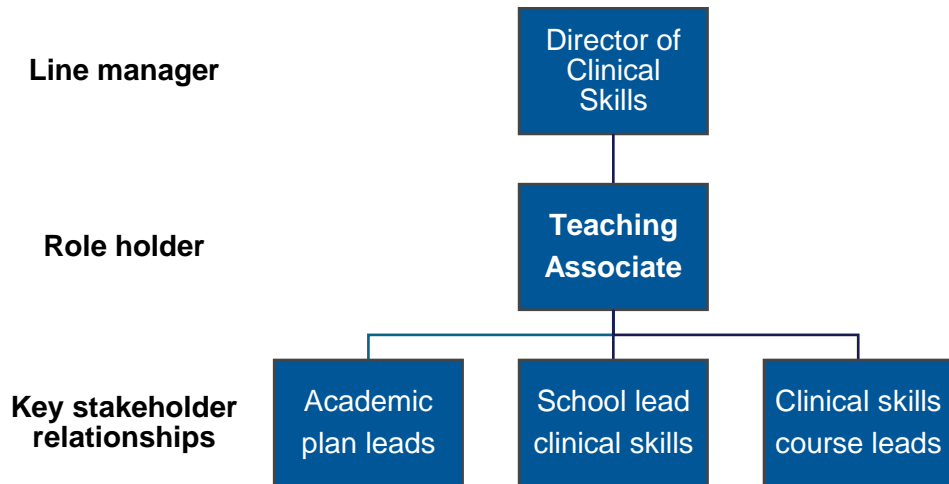 Line manager
Director of
Clinical
Skills
Role holder
Teaching
Associate
Key stakeholder
relationships
Academic
plan leads
School lead
clinical skills
Clinical skills
course leads